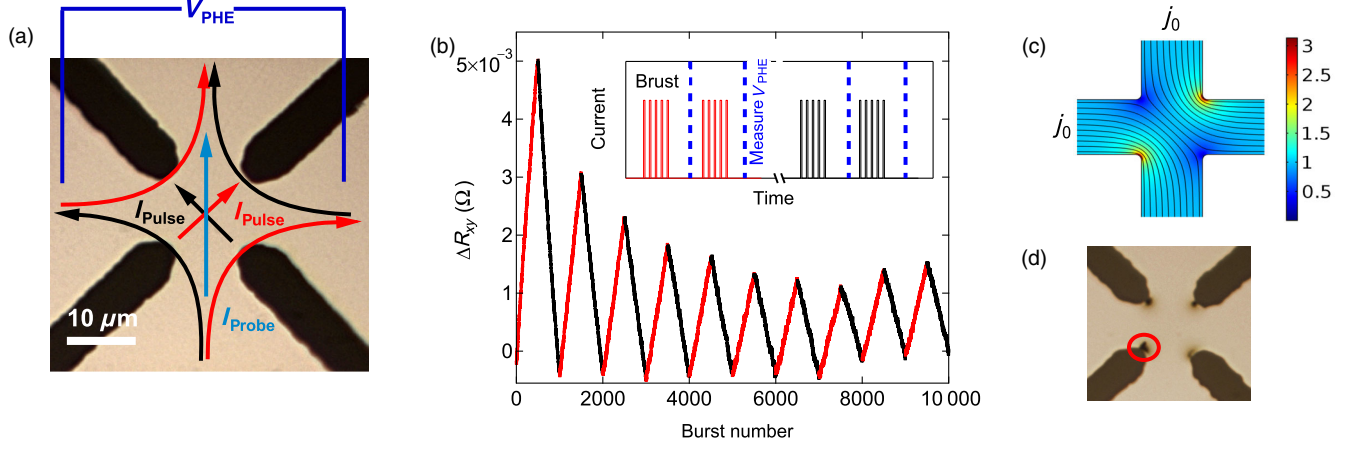 (a)
V_PHE
I_Pulse
I_Pulse
10 µm
I_Probe
(b)
ΔR_xy (Ω)
5×10⁻³
4
3
2
1
0
0
2000
4000
6000
8000
10 000
Burst number
Current
Brust
Measure V_PHE
Time
(c)
j₀
j₀
3
2.5
2
1.5
1
0.5
(d)